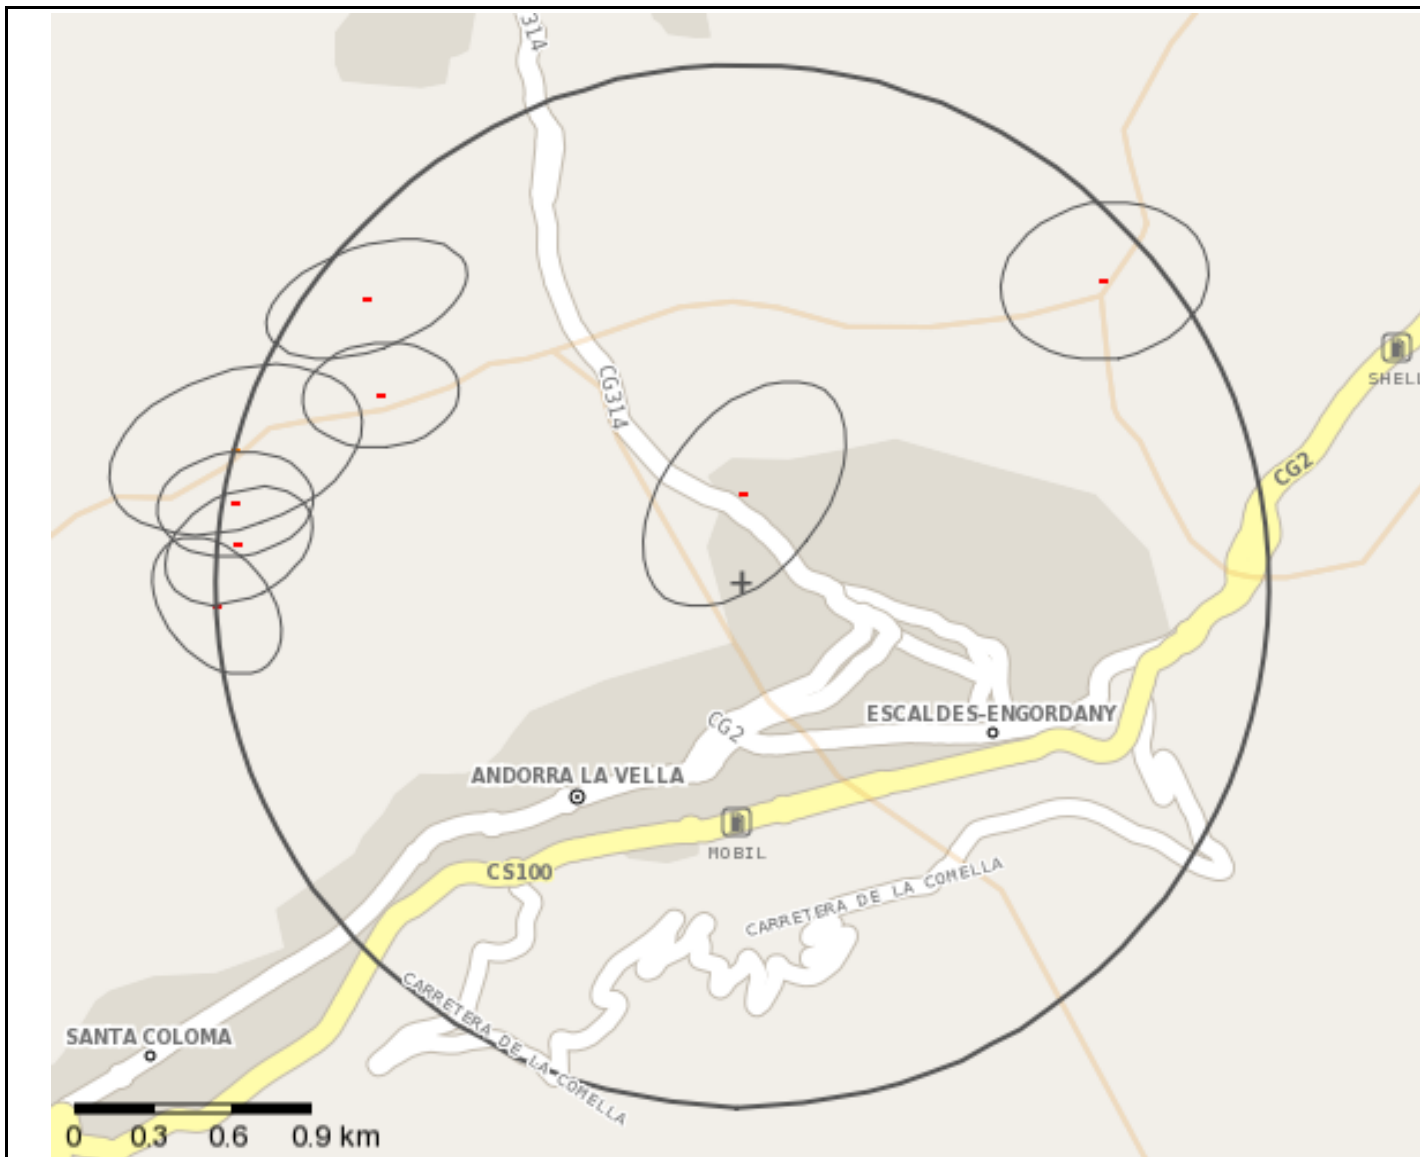 314
CG314
SHELL
CG2
ESCALDES-ENGORDANY
CG2
ANDORRA LA VELLA
MOBIL
CS100
CARRETERA DE LA COMELLA
CARRETERA DE LA COMELLA
SANTA COLOMA
0 0.3 0.6 0.9 km